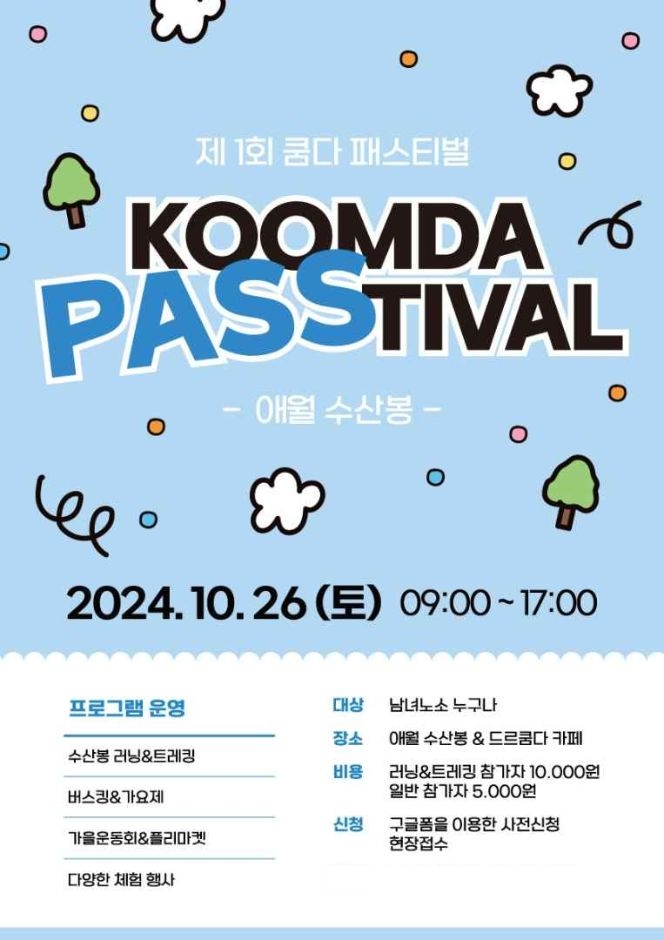 제 1회 쿰다 패스티벌
KOOMDA
PASSTIVAL
- 애월 수산봉 -
2024. 10. 26 (토) 09:00 ~ 17:00
프로그램 운영
수산봉 러닝&트레킹
버스킹&가요제
가을운동회&플리마켓
다양한 체험 행사
대상 남녀노소 누구나
장소 애월 수산봉 & 드르쿰다 카페
비용 러닝&트레킹 참가자 10.000원
일반 참가자 5.000원
신청 구글폼을 이용한 사전신청
현장접수